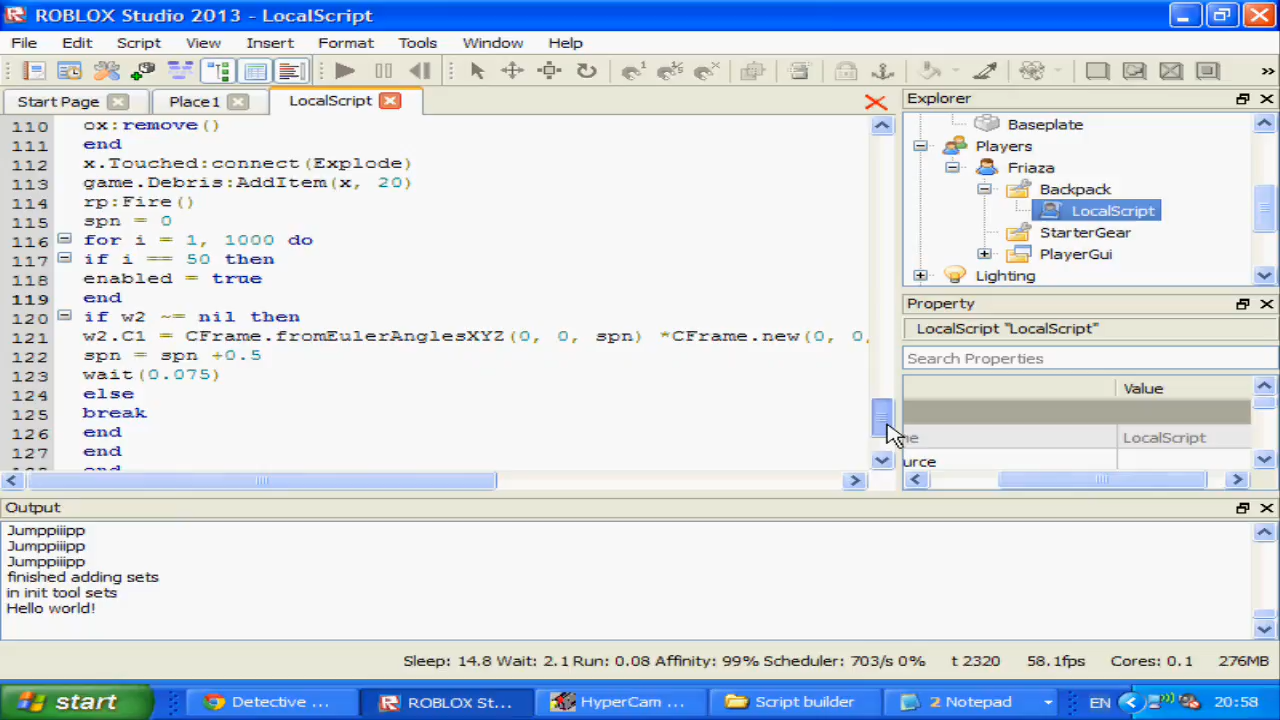 ROBLOX Studio 2013 - LocalScript
File Edit Script View Insert Format Tools Window Help
Start Page Place1 LocalScript
110 ox:remove()
111 end
112 x.Touched:connect(Explode)
113 game.Debris:AddItem(x, 20)
114 rp:Fire()
115 spn = 0
116 for i = 1, 1000 do
117 if i == 50 then
118 enabled = true
119 end
120 if w2 ~= nil then
121 w2.C1 = CFrame.fromEulerAnglesXYZ(0, 0, spn) *CFrame.new(0, 0,
122 spn = spn +0.5
123 wait(0.075)
124 else
125 break
126 end
127 end
128 end
Explorer
Baseplate
Players
Friaza
Backpack
LocalScript
StarterGear
PlayerGui
Lighting
Property
LocalScript "LocalScript"
Search Properties
Value
me LocalScript
urce
Output
Jumppiiipp
Jumppiiipp
Jumppiiipp
finished adding sets
in init tool sets
Hello world!
Sleep: 14.8 Wait: 2.1 Run: 0.08 Affinity: 99% Scheduler: 703/s 0% t 2320 58.1fps Cores: 0.1 276MB
start Detective ... ROBLOX St... HyperCam ... Script builder 2 Notepad EN 20:58